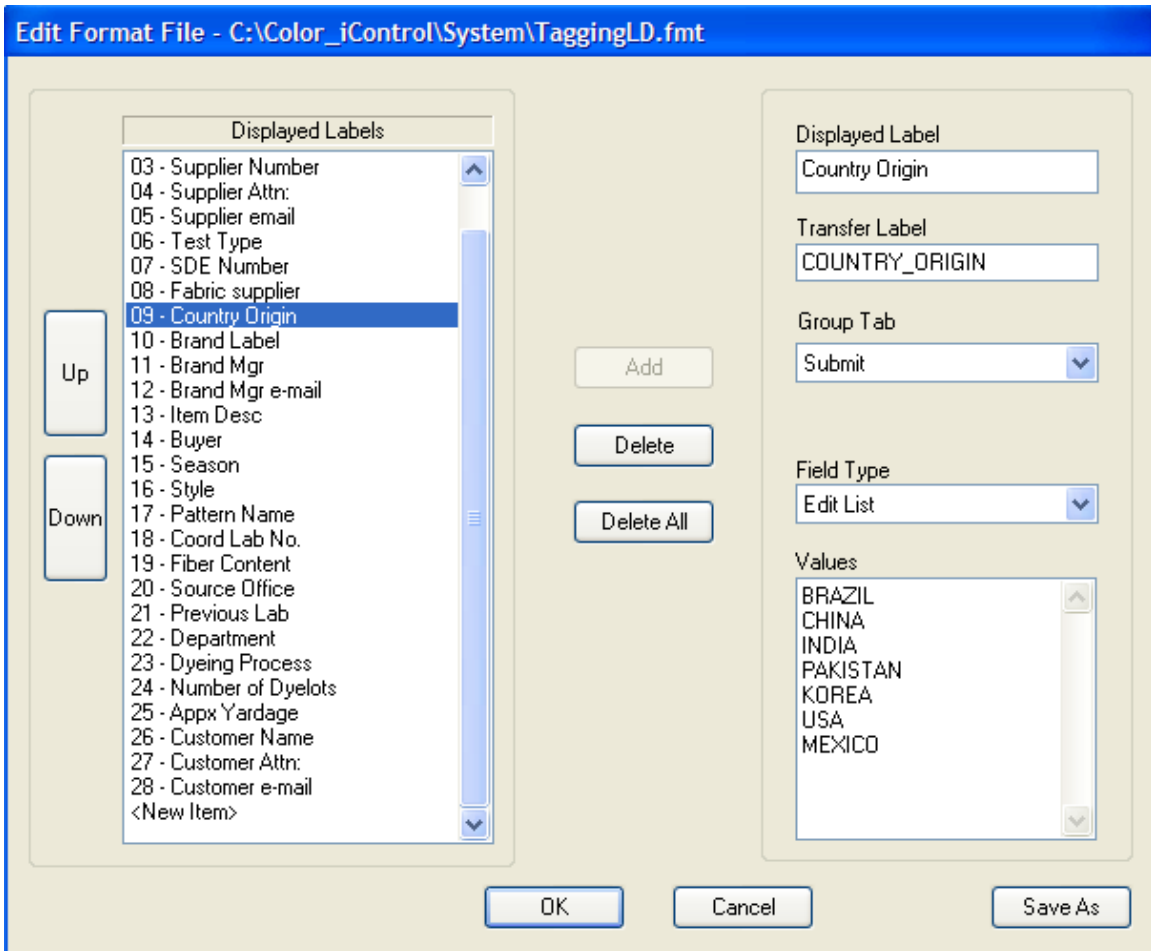 Edit Format File - C:\Color_iControl\System\TaggingLD.fmt
Displayed Labels
03 - Supplier Number
04 - Supplier Attn:
05 - Supplier email
06 - Test Type
07 - SDE Number
08 - Fabric supplier
09 - Country Origin
10 - Brand Label
11 - Brand Mgr
12 - Brand Mgr e-mail
13 - Item Desc
14 - Buyer
15 - Season
16 - Style
17 - Pattern Name
18 - Coord Lab No.
19 - Fiber Content
20 - Source Office
21 - Previous Lab
22 - Department
23 - Dyeing Process
24 - Number of Dyelots
25 - Appx Yardage
26 - Customer Name
27 - Customer Attn:
28 - Customer e-mail
<New Item>
Up
Down
Add
Delete
Delete All
Displayed Label
Country Origin
Transfer Label
COUNTRY_ORIGIN
Group Tab
Submit
Field Type
Edit List
Values
BRAZIL
CHINA
INDIA
PAKISTAN
KOREA
USA
MEXICO
OK
Cancel
Save As